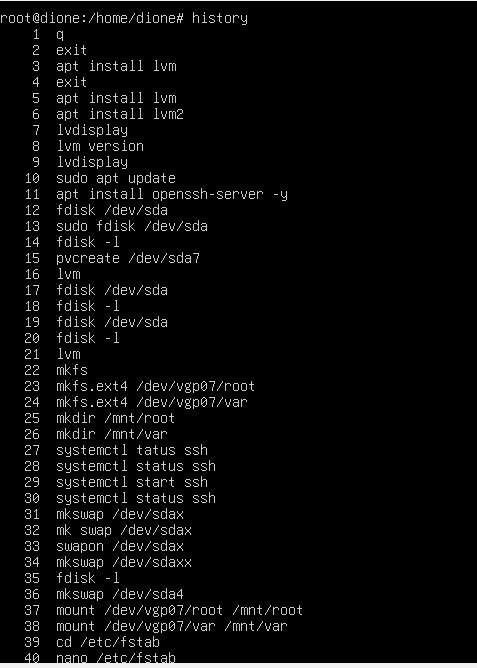 root@dione:/home/dione# history
1 q
2 exit
3 apt install lvm
4 exit
5 apt install lvm
6 apt install lvm2
7 lvdisplay
8 lvm version
9 lvdisplay
10 sudo apt update
11 apt install openssh-server -y
12 fdisk /dev/sda
13 sudo fdisk /dev/sda
14 fdisk -l
15 pvcreate /dev/sda7
16 lvm
17 fdisk /dev/sda
18 fdisk -l
19 fdisk /dev/sda
20 fdisk -l
21 lvm
22 mkfs
23 mkfs.ext4 /dev/vgp07/root
24 mkfs.ext4 /dev/vgp07/var
25 mkdir /mnt/root
26 mkdir /mnt/var
27 systemctl tatus ssh
28 systemctl status ssh
29 systemctl start ssh
30 systemctl status ssh
31 mkswap /dev/sdax
32 mk swap /dev/sdax
33 swapon /dev/sdax
34 mkswap /dev/sdaxx
35 fdisk -l
36 mkswap /dev/sda4
37 mount /dev/vgp07/root /mnt/root
38 mount /dev/vgp07/var /mnt/var
39 cd /etc/fstab
40 nano /etc/fstab